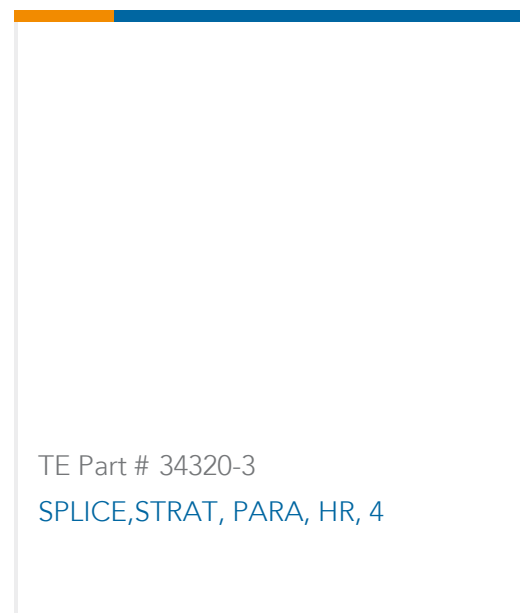 TE Part # 34320-3
SPLICE,STRAT, PARA, HR, 4